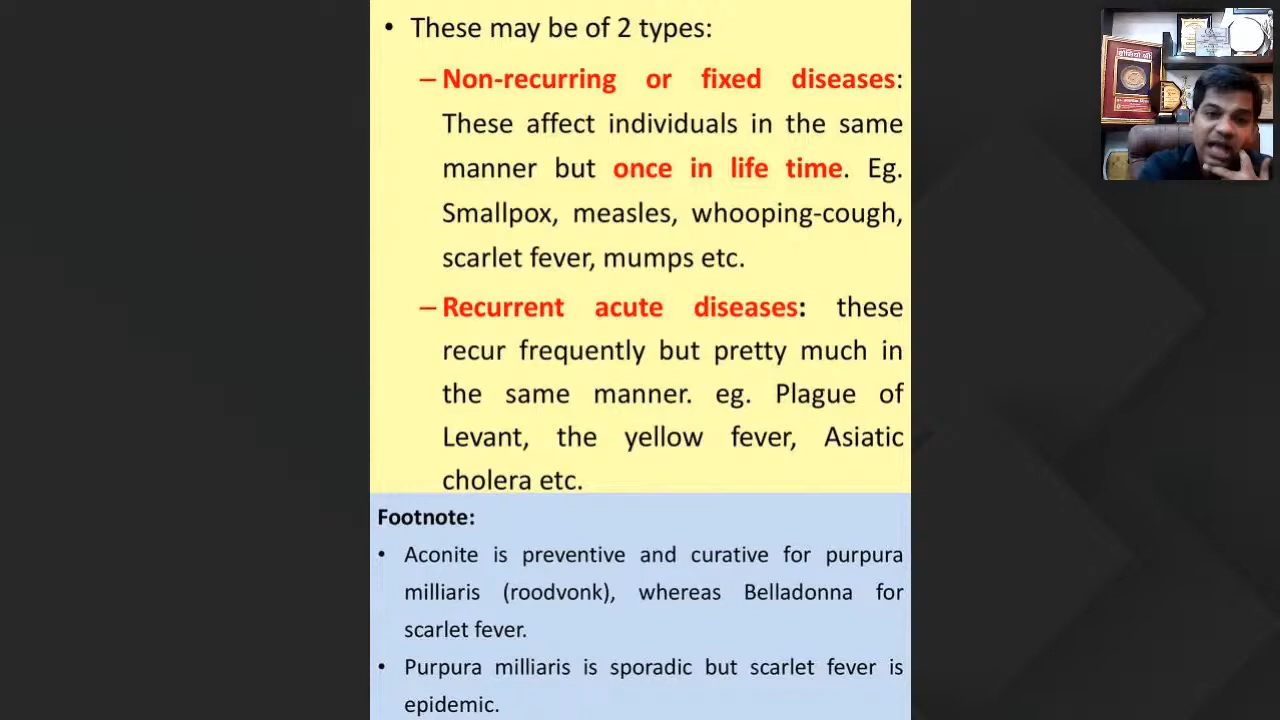 • These may be of 2 types:
– Non-recurring or fixed diseases:
These affect individuals in the same
manner but once in life time. Eg.
Smallpox, measles, whooping-cough,
scarlet fever, mumps etc.
– Recurrent acute diseases: these
recur frequently but pretty much in
the same manner. eg. Plague of
Levant, the yellow fever, Asiatic
cholera etc.
Footnote:
• Aconite is preventive and curative for purpura
milliaris (roodvonk), whereas Belladonna for
scarlet fever.
• Purpura milliaris is sporadic but scarlet fever is
epidemic.